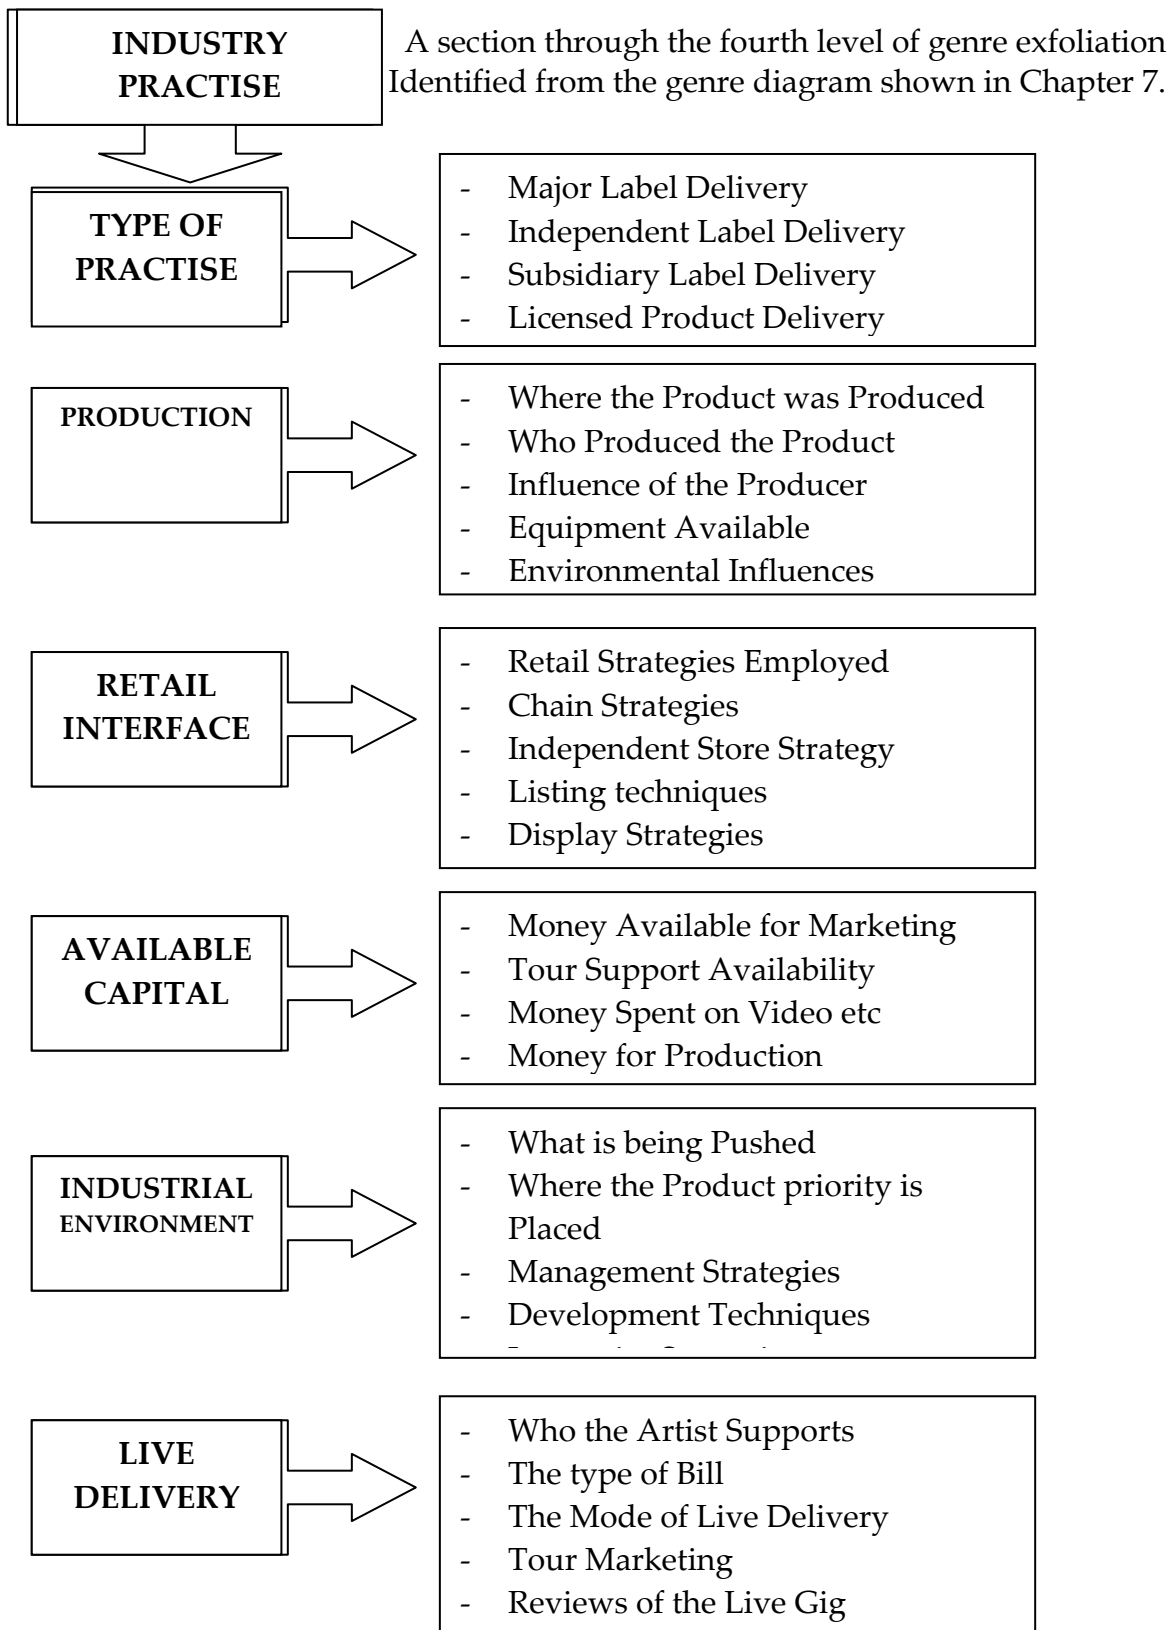 INDUSTRY
PRACTISE
A section through the fourth level of genre exfoliation
Identified from the genre diagram shown in Chapter 7.
TYPE OF
PRACTISE
- Major Label Delivery
- Independent Label Delivery
- Subsidiary Label Delivery
- Licensed Product Delivery
PRODUCTION
- Where the Product was Produced
- Who Produced the Product
- Influence of the Producer
- Equipment Available
- Environmental Influences
RETAIL
INTERFACE
- Retail Strategies Employed
- Chain Strategies
- Independent Store Strategy
- Listing techniques
- Display Strategies
AVAILABLE
CAPITAL
- Money Available for Marketing
- Tour Support Availability
- Money Spent on Video etc
- Money for Production
INDUSTRIAL
ENVIRONMENT
- What is being Pushed
- Where the Product priority is
Placed
- Management Strategies
- Development Techniques
LIVE
DELIVERY
- Who the Artist Supports
- The type of Bill
- The Mode of Live Delivery
- Tour Marketing
- Reviews of the Live Gig